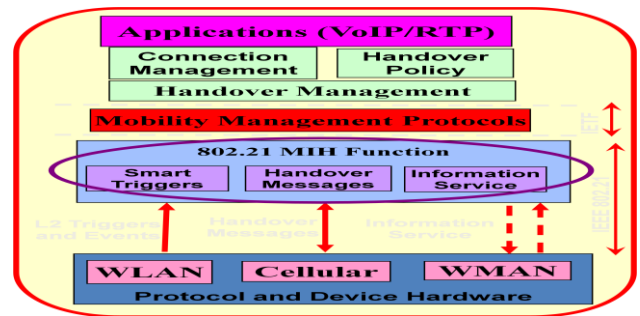 Applications (VoIP/RTP)
Connection Management
Handover Policy
Handover Management
Mobility Management Protocols
IETF
802.21 MIH Function
Smart Triggers
Handover Messages
Information Service
L2 Triggers and Events
Handover Messages
Information Service
IEEE 802.21
WLAN
Cellular
WMAN
Protocol and Device Hardware